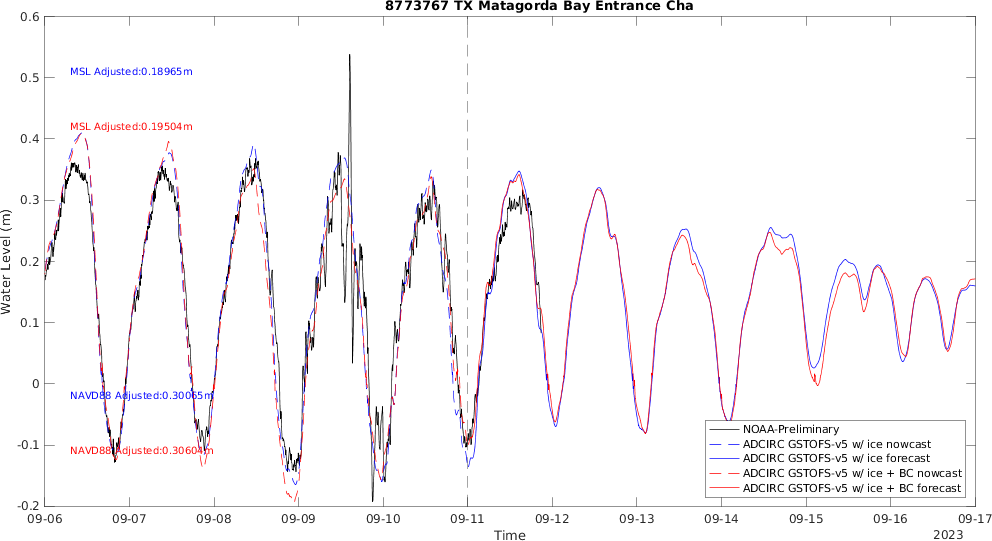 8773767 TX Matagorda Bay Entrance Cha
0.6
0.5
0.4
0.3
0.2
0.1
0
-0.1
-0.2
Water Level (m)
MSL Adjusted:0.18965m
MSL Adjusted:0.19504m
NAVD88 Adjusted:0.30065m
NAVD88 Adjusted:0.30604m
NOAA-Preliminary
ADCIRC GSTOFS-v5 w/ ice nowcast
ADCIRC GSTOFS-v5 w/ ice forecast
ADCIRC GSTOFS-v5 w/ ice + BC nowcast
ADCIRC GSTOFS-v5 w/ ice + BC forecast
09-06 09-07 09-08 09-09 09-10 09-11 09-12 09-13 09-14 09-15 09-16 09-17
Time
2023